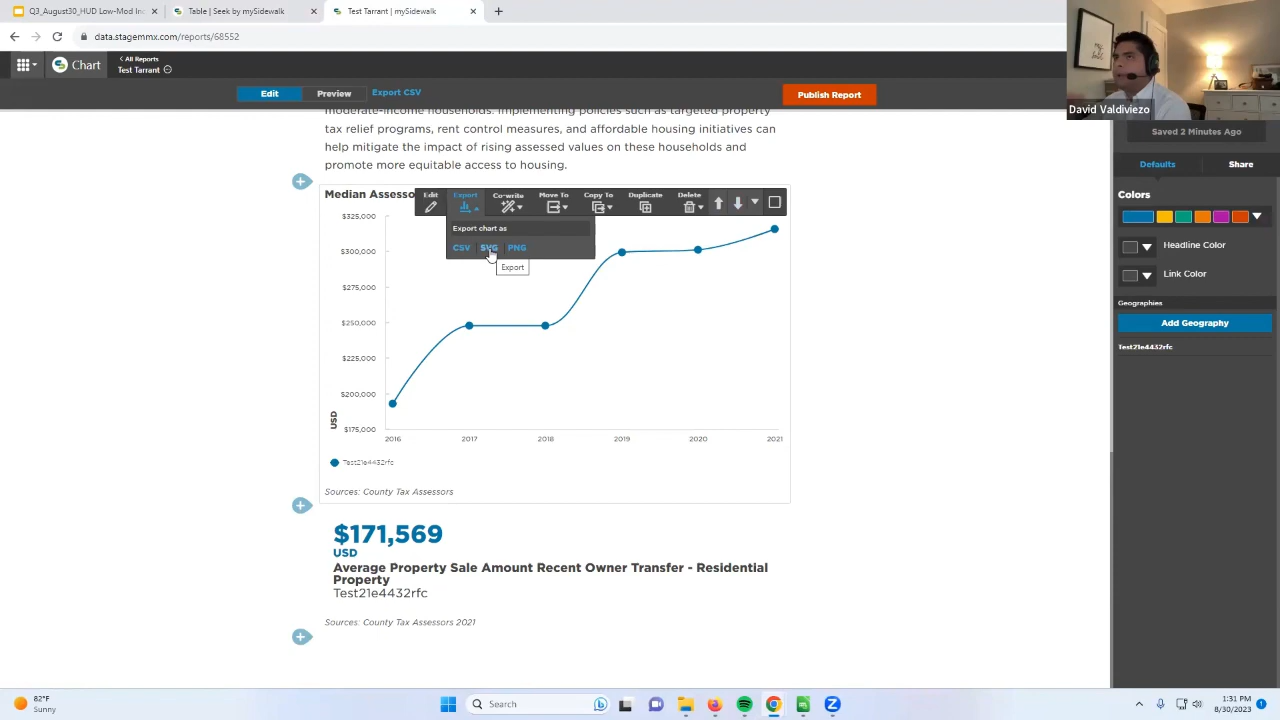 Q3_August30_HUD Low-Mod Inc
Table | Seek by mySidewalk
Test Tarrant | mySidewalk
data.stagemmx.com/reports/68552
Chart
< All Reports
Test Tarrant
Edit
Preview
Export CSV
Publish Report
David Valdiviezo
moderate-income households. Implementing policies such as targeted property
tax relief programs, rent control measures, and affordable housing initiatives can
help mitigate the impact of rising assessed values on these households and
promote more equitable access to housing.
Median Assesso
Edit
Export
Co-write
Move To
Copy To
Duplicate
Delete
Export chart as
CSV
SVG
PNG
Export
$325,000
$300,000
$275,000
$250,000
$225,000
$200,000
$175,000
USD
2016
2017
2018
2019
2020
2021
Test21e4432rfc
Sources: County Tax Assessors
$171,569
USD
Average Property Sale Amount Recent Owner Transfer - Residential
Property
Test21e4432rfc
Sources: County Tax Assessors 2021
Saved 2 Minutes Ago
Defaults
Share
Colors
Headline Color
Link Color
Geographies
Add Geography
Test21e4432rfc
82°F
Sunny
Search
1:31 PM
8/30/2023